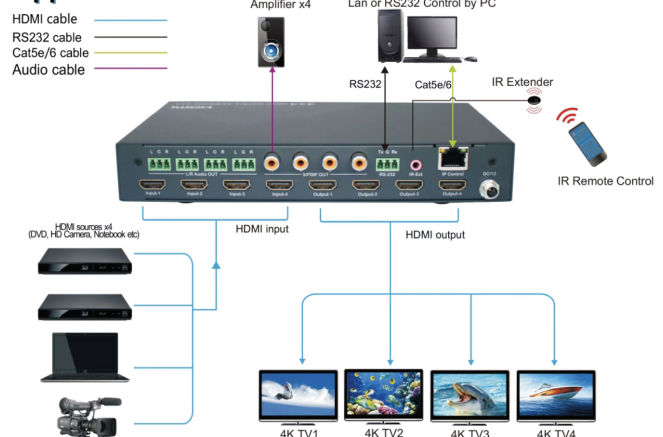 Amplifier x4
Lan or RS232 Control by PC
HDMI cable
RS232 cable
Cat5e/6 cable
Audio cable
RS232
Cat5e/6
IR Extender
IR Remote Control
L G R
L G R
L G R
L G R
Tx G Rx
L/R Audio OUT
S/PDIF OUT
RS-232
IR-Ext
IP Control
DC/12
Input-1
Input-2
Input-3
Input-4
Output-1
Output-2
Output-3
Output-4
HDMI input
HDMI output
HDMI sources x4
(DVD, HD Camera, Notebook etc)
4K TV1
4K TV2
4K TV3
4K TV4